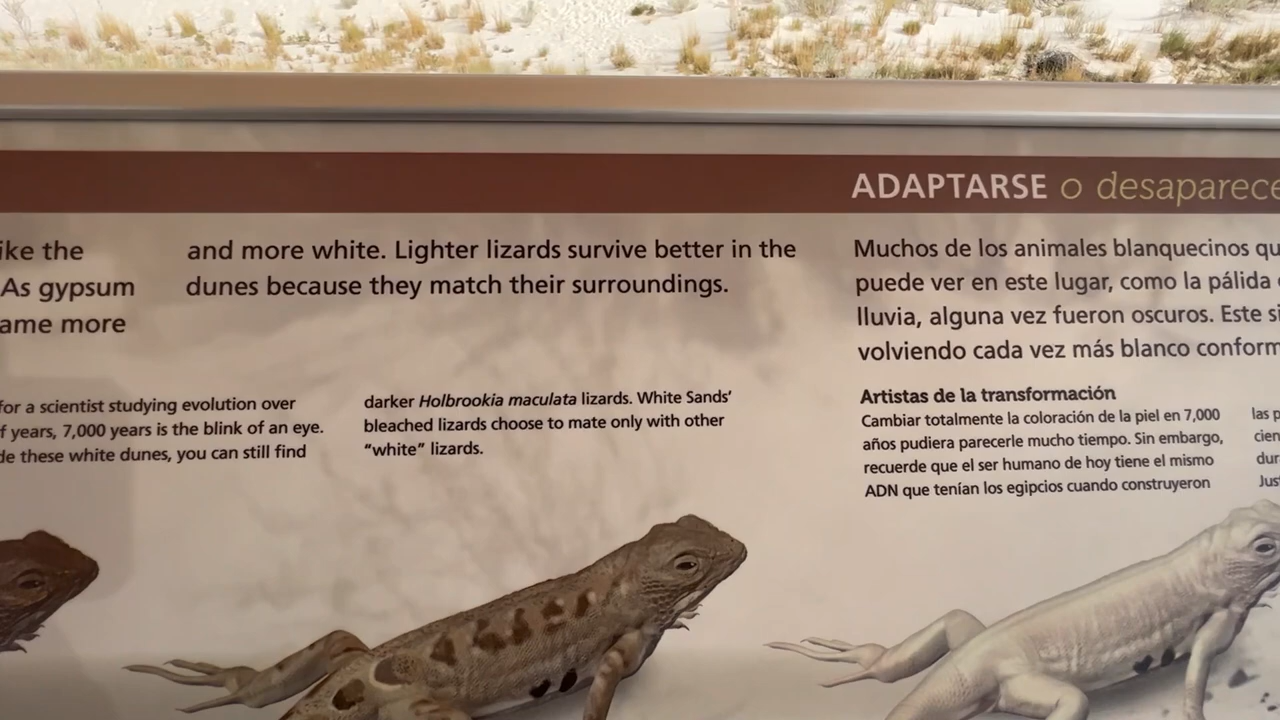 ADAPTARSE o desaparece
ike the
As gypsum
ame more
and more white. Lighter lizards survive better in the
dunes because they match their surroundings.
for a scientist studying evolution over
f years, 7,000 years is the blink of an eye.
de these white dunes, you can still find
darker Holbrookia maculata lizards. White Sands’
bleached lizards choose to mate only with other
“white” lizards.
Muchos de los animales blanquecinos qu
puede ver en este lugar, como la pálida
lluvia, alguna vez fueron oscuros. Este si
volviendo cada vez más blanco conform
Artistas de la transformación
Cambiar totalmente la coloración de la piel en 7,000
años pudiera parecerle mucho tiempo. Sin embargo,
recuerde que el ser humano de hoy tiene el mismo
ADN que tenían los egipcios cuando construyeron
las p
cien
dur
Jus